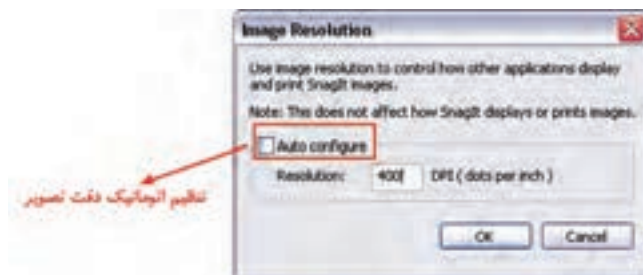 Image Resolution
Use image resolution to control how other applications display
and print SnagIt images.
Note: This does not affect how SnagIt displays or prints images.
Auto configure
Resolution: 400 DPI ( dots per inch )
OK Cancel
تنظیم اتوماتیک دقت تصویر